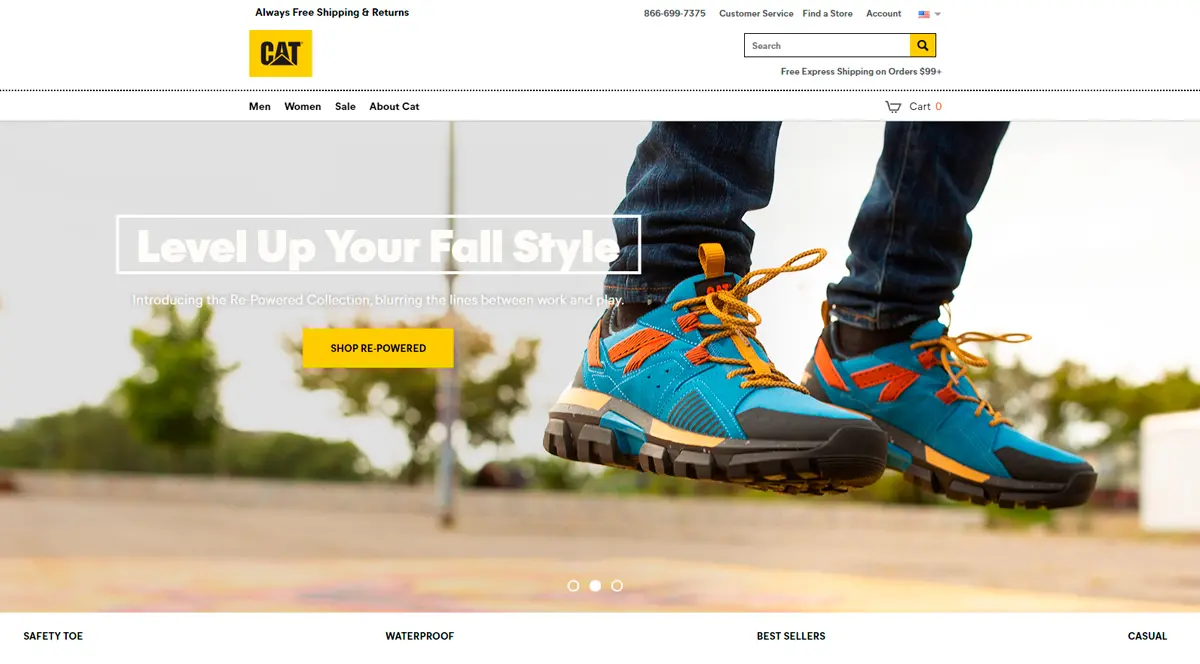 Always Free Shipping & Returns
866-699-7375 Customer Service Find a Store Account
CAT
Search
Free Express Shipping on Orders $99+
Men Women Sale About Cat
Cart 0
Level Up Your Fall Style
Introducing the Re-Powered Collection, blurring the lines between work and play.
SHOP RE-POWERED
CAT
SAFETY TOE WATERPROOF BEST SELLERS CASUAL